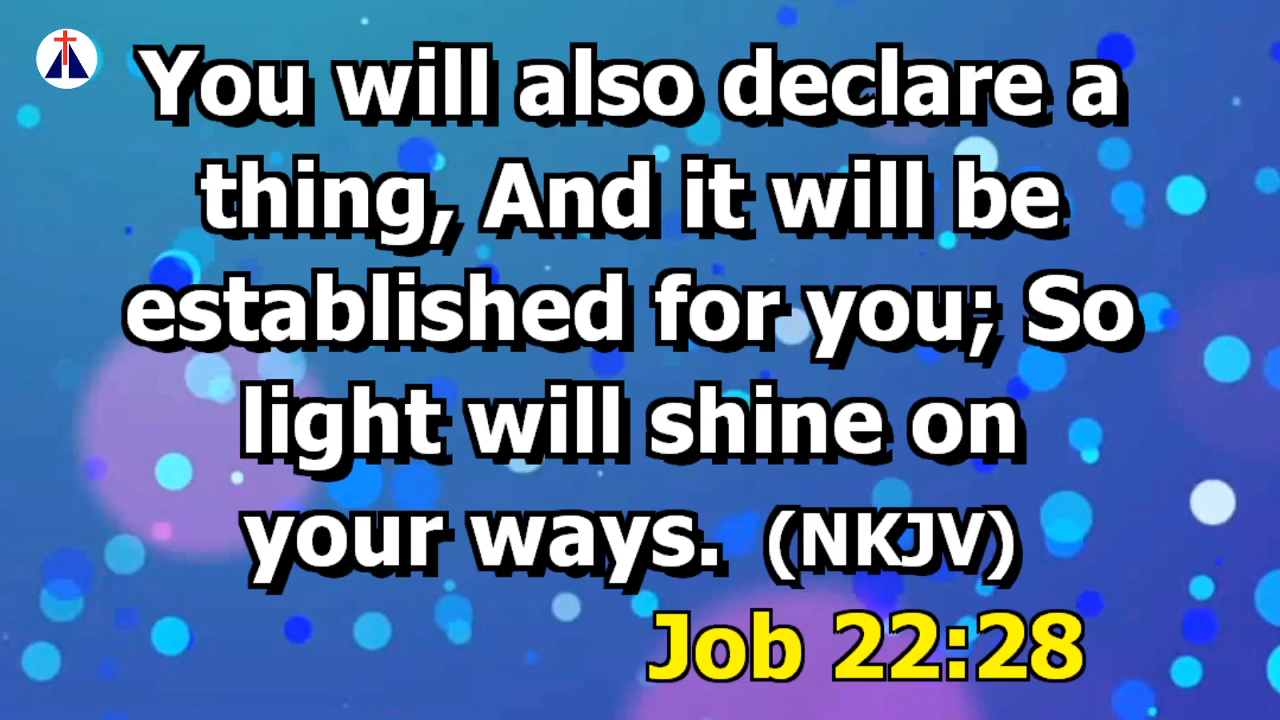 You will also declare a
thing, And it will be
established for you; So
light will shine on
your ways. (NKJV)
Job 22:28